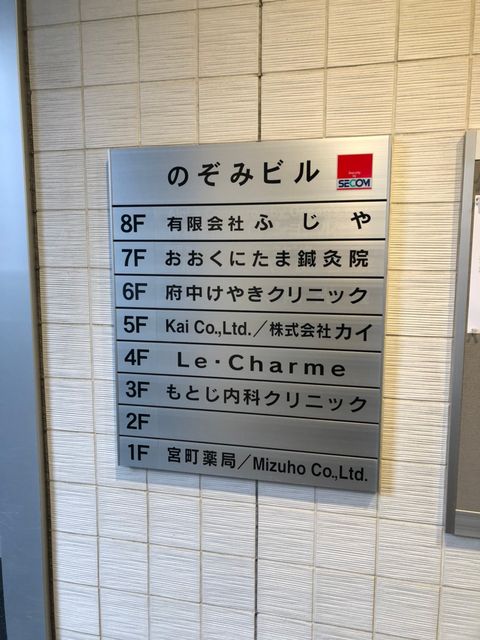 のぞみビル
SECOM
8F 有限会社 ふじや
7F おおくにたま鍼灸院
6F 府中けやきクリニック
5F Kai Co.,Ltd./株式会社カイ
4F Le・Charme
3F もとじ内科クリニック
2F
1F 宮町薬局/Mizuho Co.,Ltd.